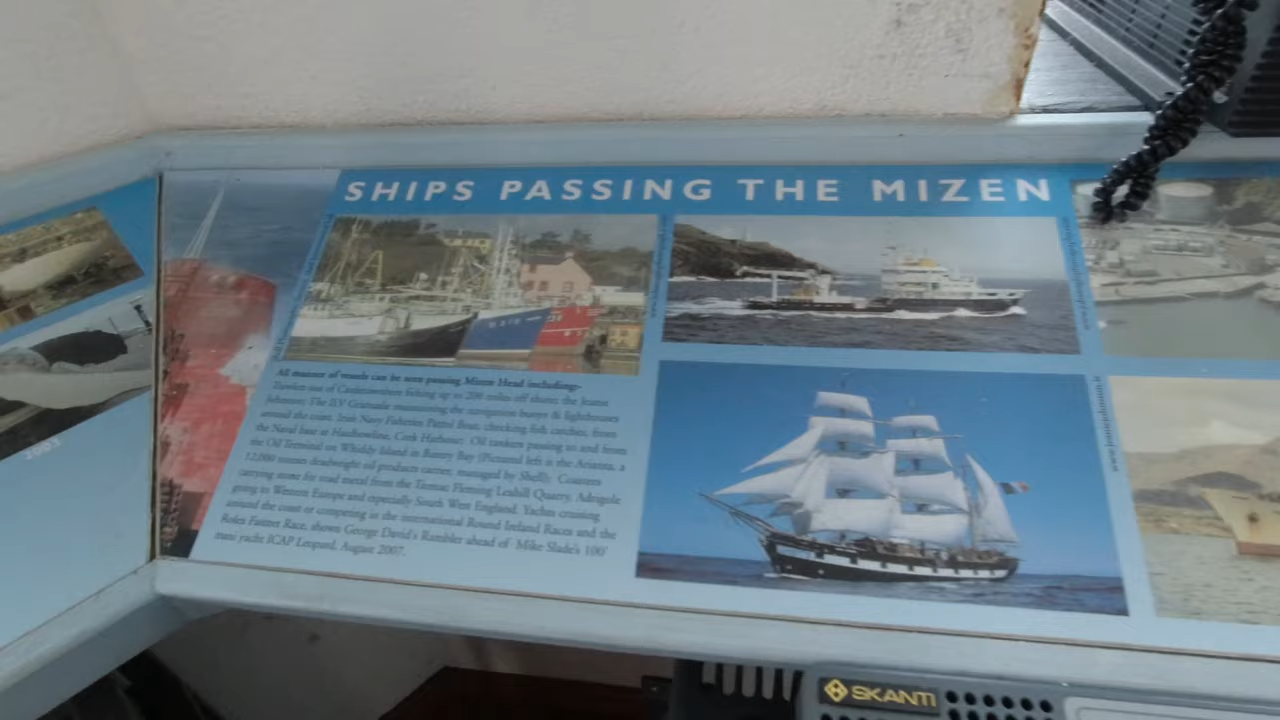 SHIPS PASSING THE MIZEN
All manner of vessels can be seen passing Mizen Head including:-
Trawlers out of Castletownbere fishing up to 200 miles off shore; the Jeanie
Johnston; The ILV Granuaile maintaining the navigation buoys & lighthouses
around the coast. Irish Navy Fisheries Patrol Boat, checking fish catches, from
the Naval base at Haulbowline, Cork Harbour: Oil tankers passing to and from
the Oil Terminal on Whiddy Island in Bantry Bay (Pictured left is the Arianta, a
12,000 tonnes deadweight oil products carrier, managed by Shell); Coasters
carrying stone for road metal from the Tarmac Fleming Leahill Quarry, Adrigole
going to Western Europe and especially South West England. Yachts cruising
around the coast or competing in the international Round Ireland Races and the
Rolex Fastnet Race, shown George David's Rambler ahead of Mike Slade's 100'
maxi yacht ICAP Leopard, August 2007.
2003
SKANTI